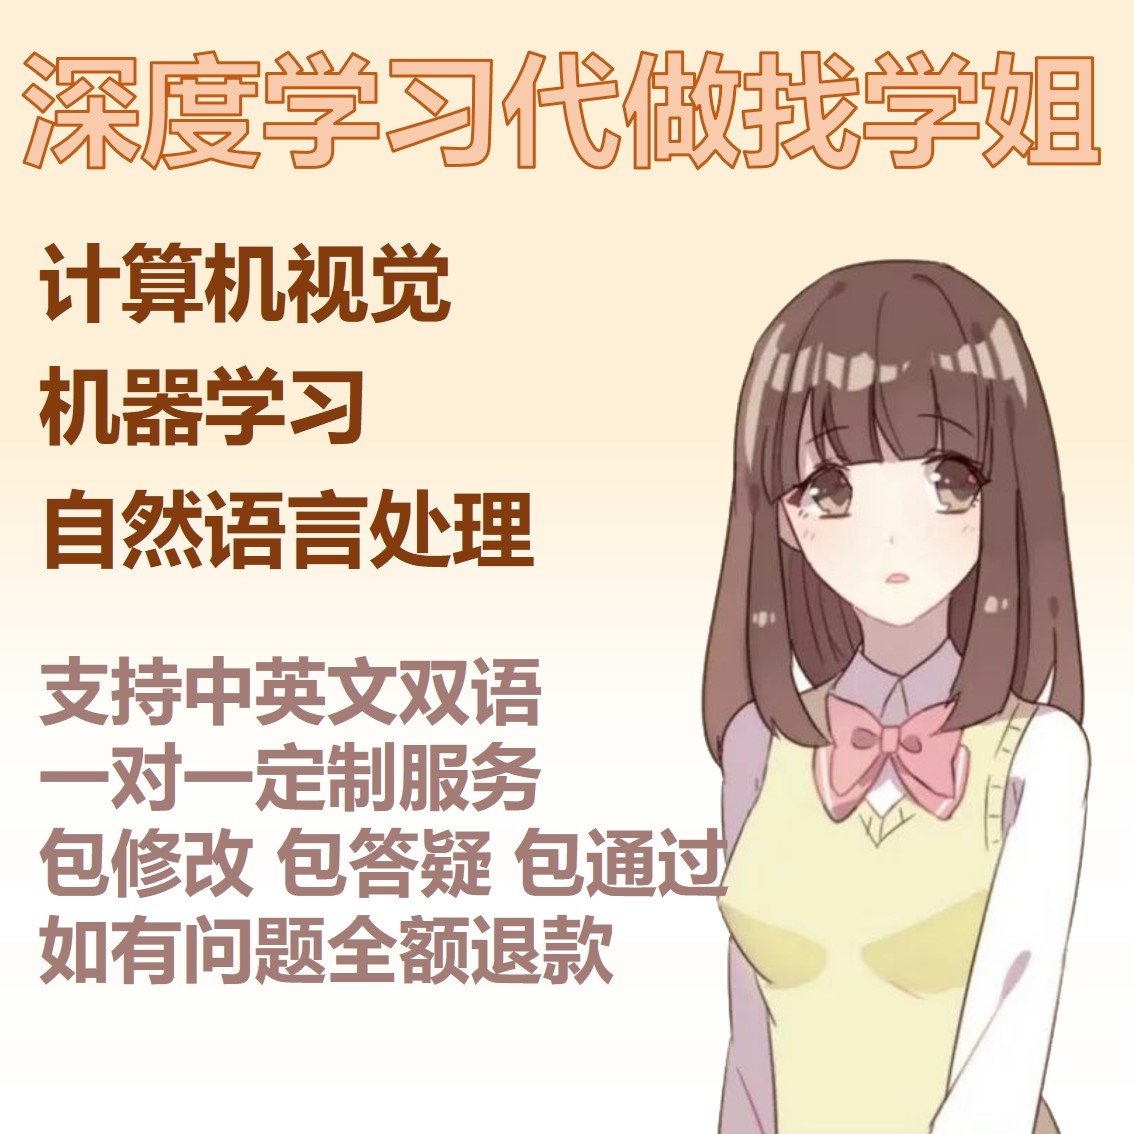 深度学习代做找学姐
计算机视觉
机器学习
自然语言处理
支持中英文双语
一对一定制服务
包修改 包答疑 包通过
如有问题全额退款